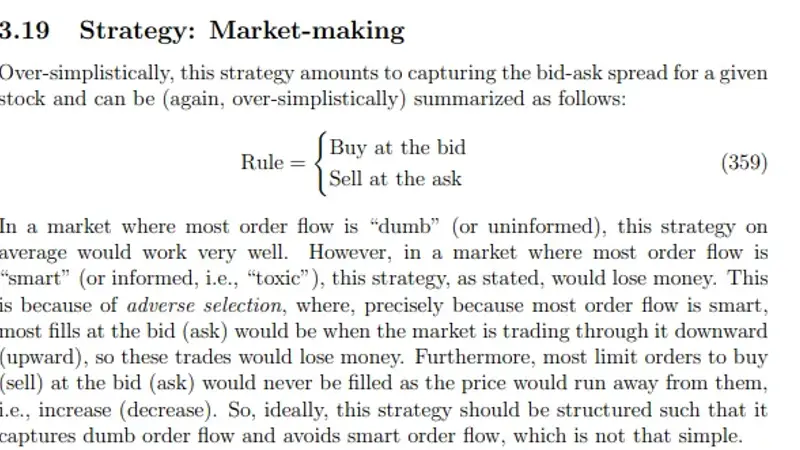 3.19 Strategy: Market-making
Over-simplistically, this strategy amounts to capturing the bid-ask spread for a given
stock and can be (again, over-simplistically) summarized as follows:
Rule = { Buy at the bid
Sell at the ask (359)
In a market where most order flow is “dumb” (or uninformed), this strategy on
average would work very well. However, in a market where most order flow is
“smart” (or informed, i.e., “toxic”), this strategy, as stated, would lose money. This
is because of adverse selection, where, precisely because most order flow is smart,
most fills at the bid (ask) would be when the market is trading through it downward
(upward), so these trades would lose money. Furthermore, most limit orders to buy
(sell) at the bid (ask) would never be filled as the price would run away from them,
i.e., increase (decrease). So, ideally, this strategy should be structured such that it
captures dumb order flow and avoids smart order flow, which is not that simple.